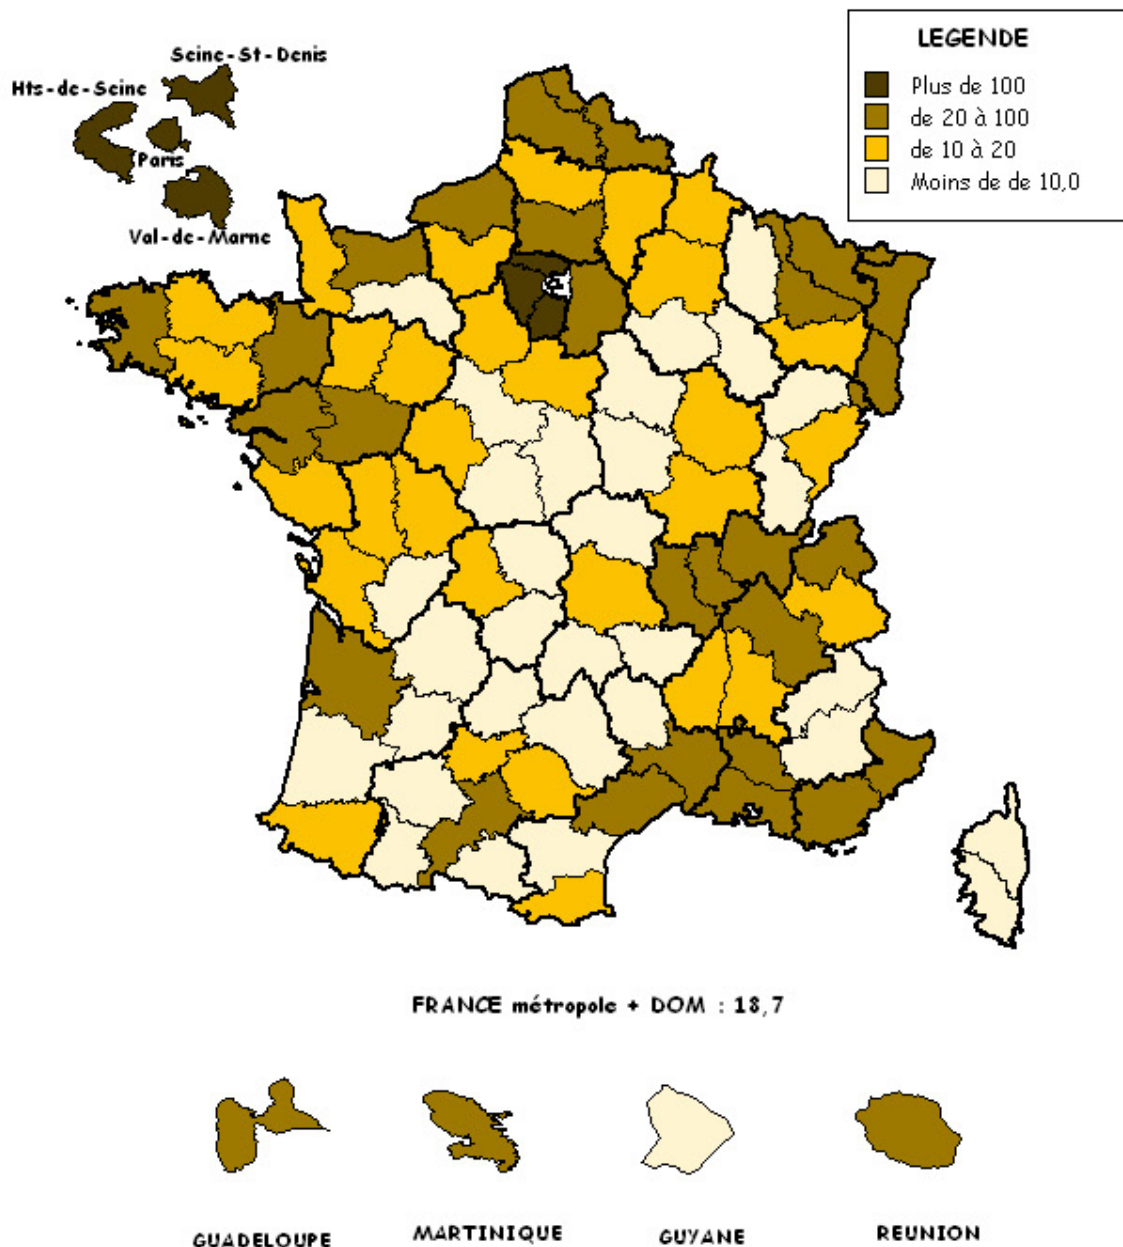 LEGENDE
Plus de 100
de 20 à 100
de 10 à 20
Moins de de 10,0
Seine-St-Denis
Hts-de-Seine
Paris
Val-de-Marne
FRANCE métropole + DOM : 18,7
GUADELOUPE
MARTINIQUE
GUYANE
REUNION